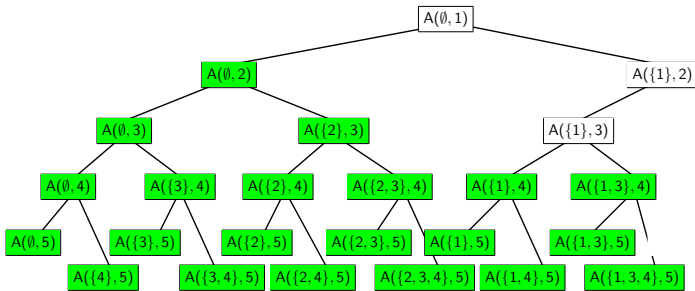 A(∅, 1)
A(∅, 2)
A({1}, 2)
A(∅, 3)
A({2}, 3)
A({1}, 3)
A(∅, 4)
A({3}, 4)
A({2}, 4)
A({2, 3}, 4)
A({1}, 4)
A({1, 3}, 4)
A(∅, 5)
A({3}, 5)
A({2}, 5)
A({2, 3}, 5)
A({1}, 5)
A({1, 3}, 5)
A({4}, 5)
A({3, 4}, 5)
A({2, 4}, 5)
A({2, 3, 4}, 5)
A({1, 4}, 5)
A({1, 3, 4}, 5)